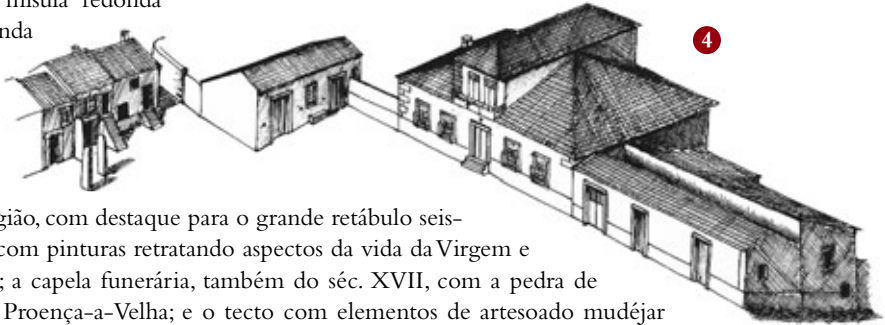 mísula redonda
nda
4
gião, com destaque para o grande retábulo seis-
com pinturas retratando aspectos da vida da Virgem e
; a capela funerária, também do séc. XVII, com a pedra de
Proença-a-Velha; e o tecto com elementos de artesoado mudéjar